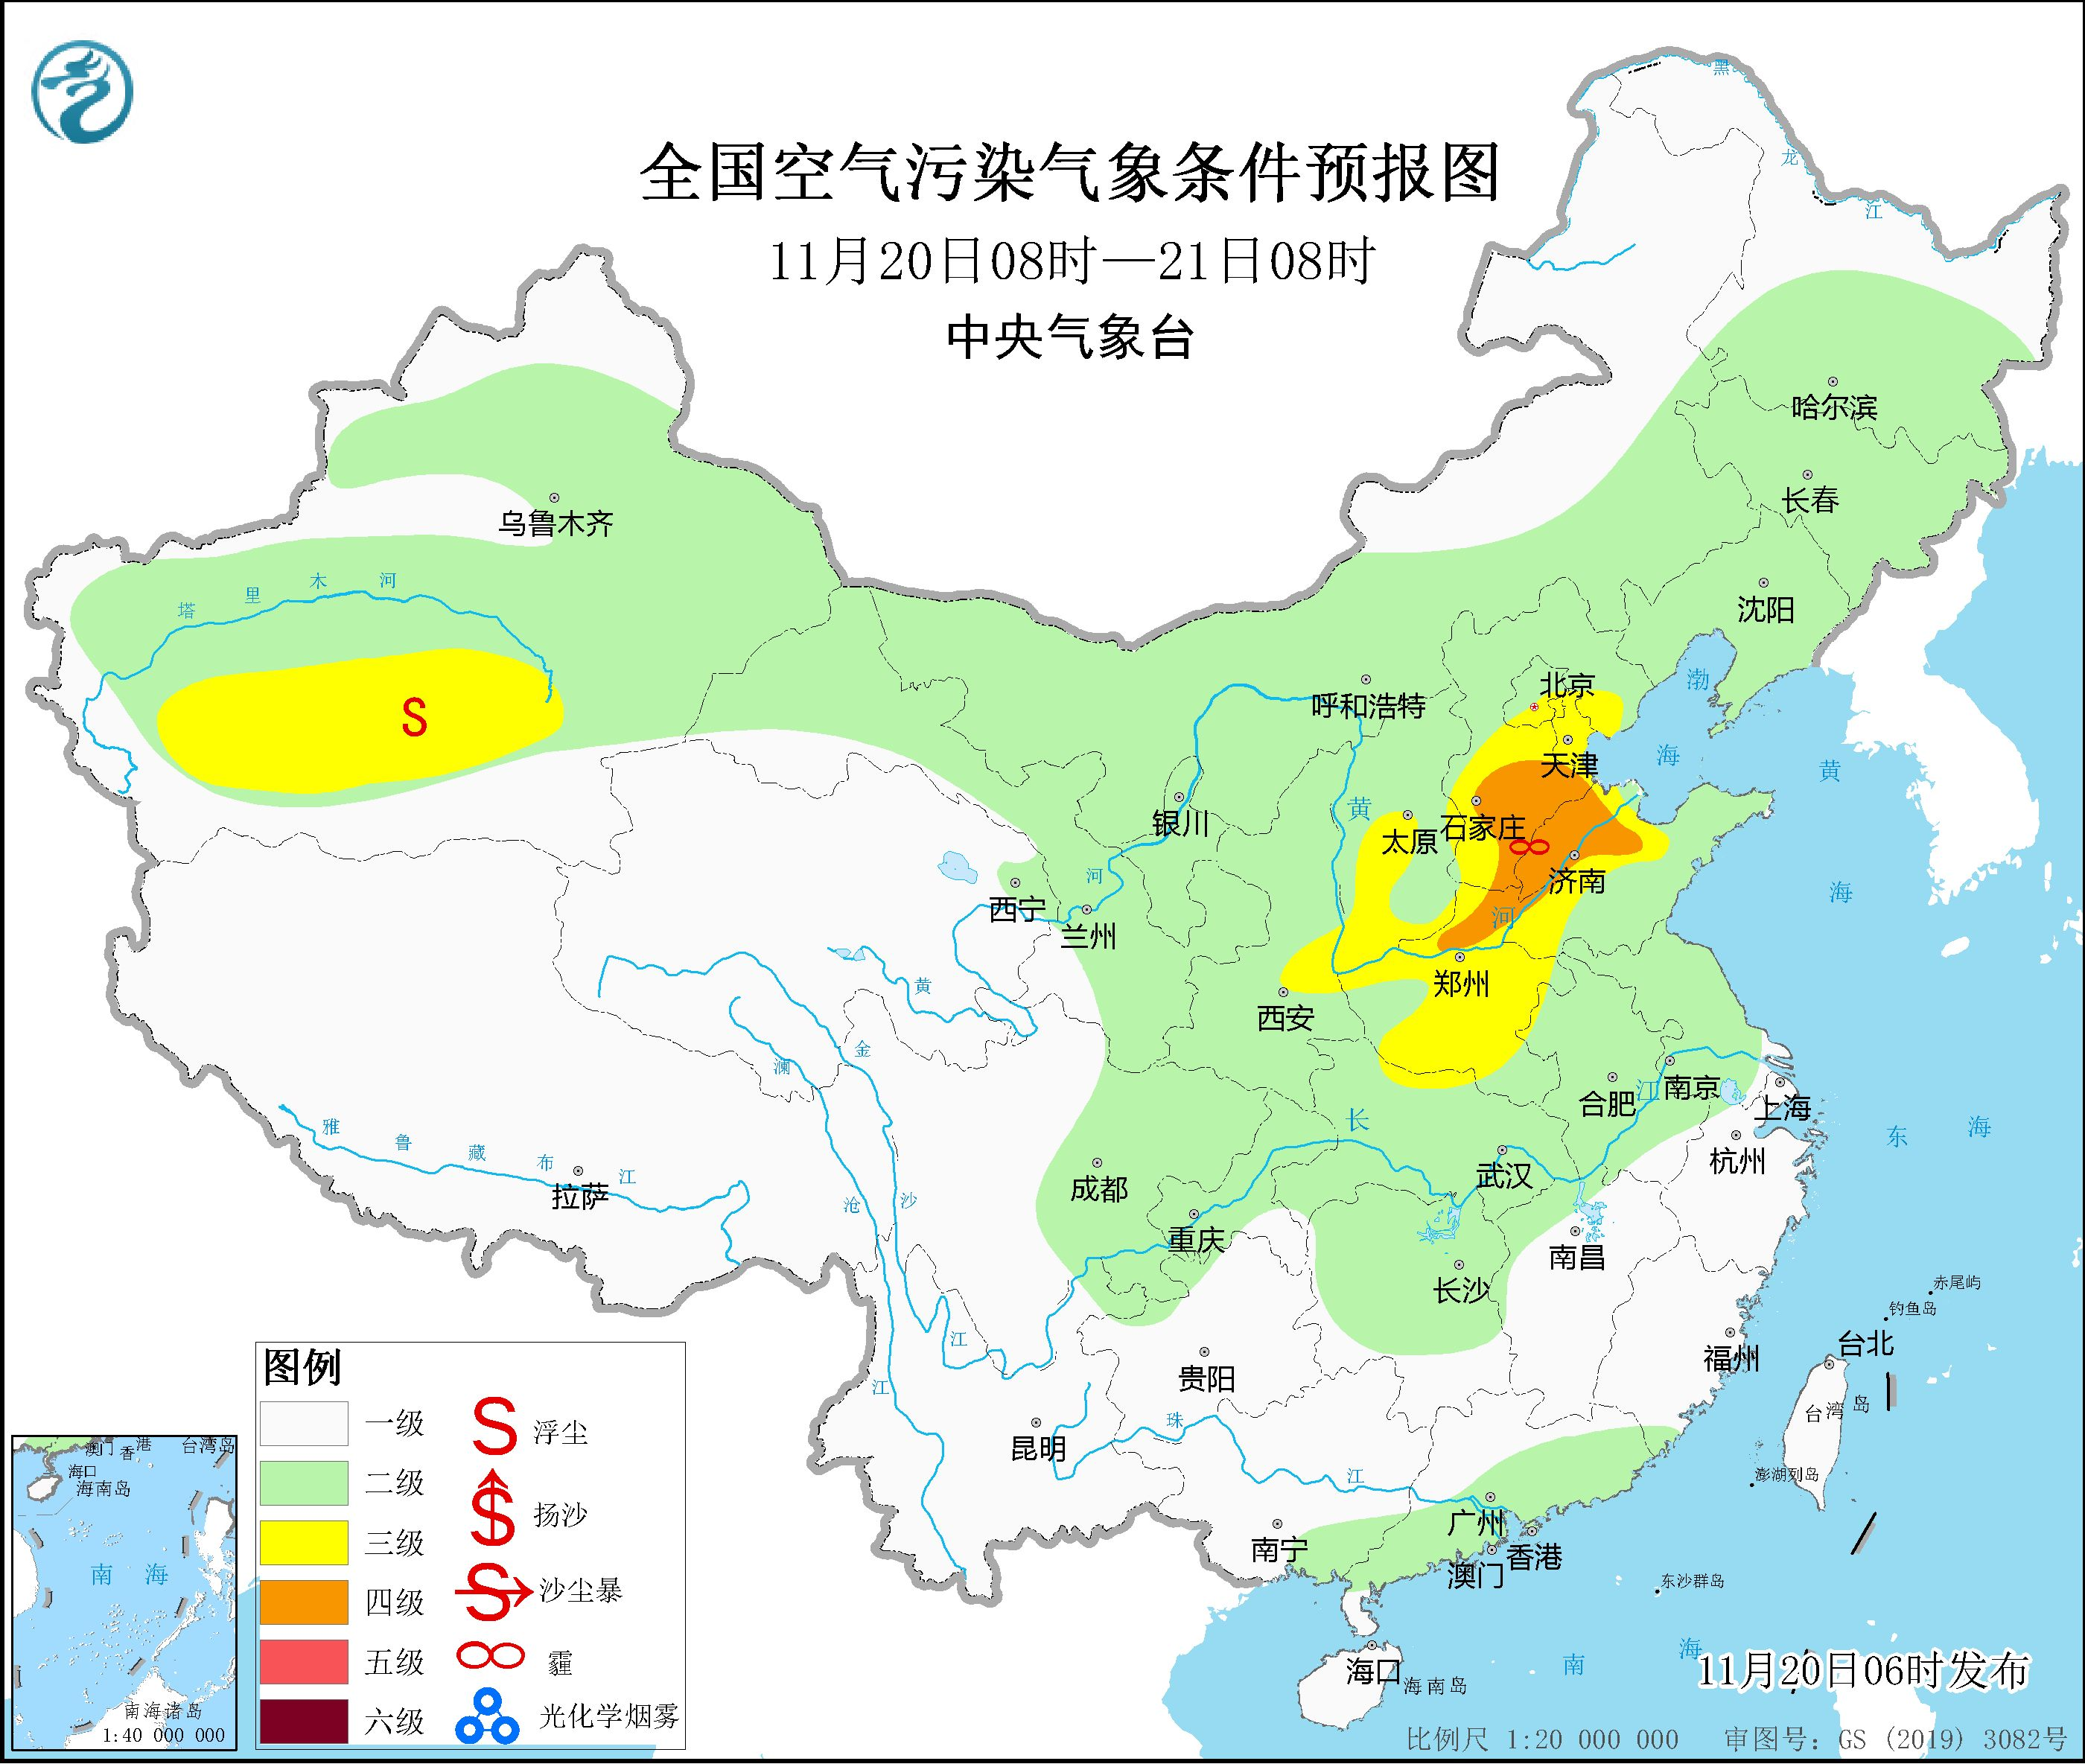 全国空气污染气象条件预报图
11月20日08时—21日08时
中央气象台
黑
龙
江
哈尔滨
长春
沈阳
乌鲁木齐
塔里木河
S
呼和浩特
北京
天津
渤
海
黄
海
银川
黄
太原
石家庄
济南
河
西宁
兰州
河
郑州
西安
黄
金
澜
沧
沙
江
江
雅鲁藏布江
拉萨
成都
重庆
长
江
武汉
合肥
南京
上海
杭州
东海
南昌
长沙
贵阳
昆明
珠
江
福州
台北
赤尾屿
钓鱼岛
台湾岛
澎湖列岛
广州
南宁
澳门
香港
东沙群岛
海口
海南岛
南
海
图例
一级
二级
三级
四级
五级
六级
S 浮尘
扬沙
沙尘暴
霾
光化学烟雾
澳门
香港
台湾岛
海口
海南岛
南海
南海诸岛
1:40 000 000
11月20日06时发布
比例尺 1:20 000 000 审图号：GS (2019) 3082号